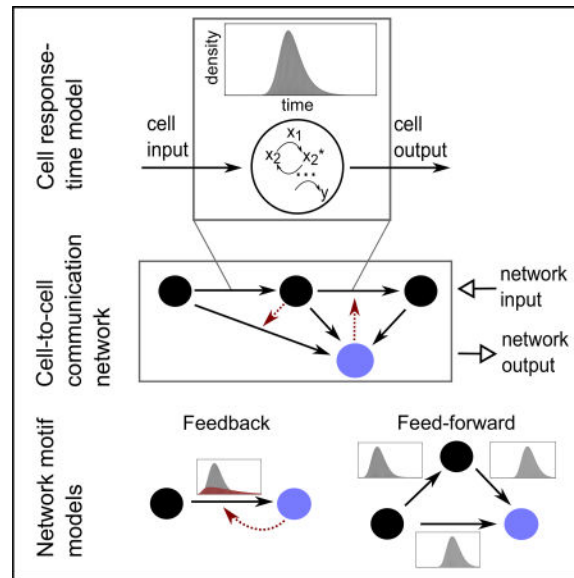 Cell response-
time model
density
time
cell
input
cell
output
x1
x2
x2*
...
y
Cell-to-cell
communication
network
network
input
network
output
Network motif
models
Feedback
Feed-forward